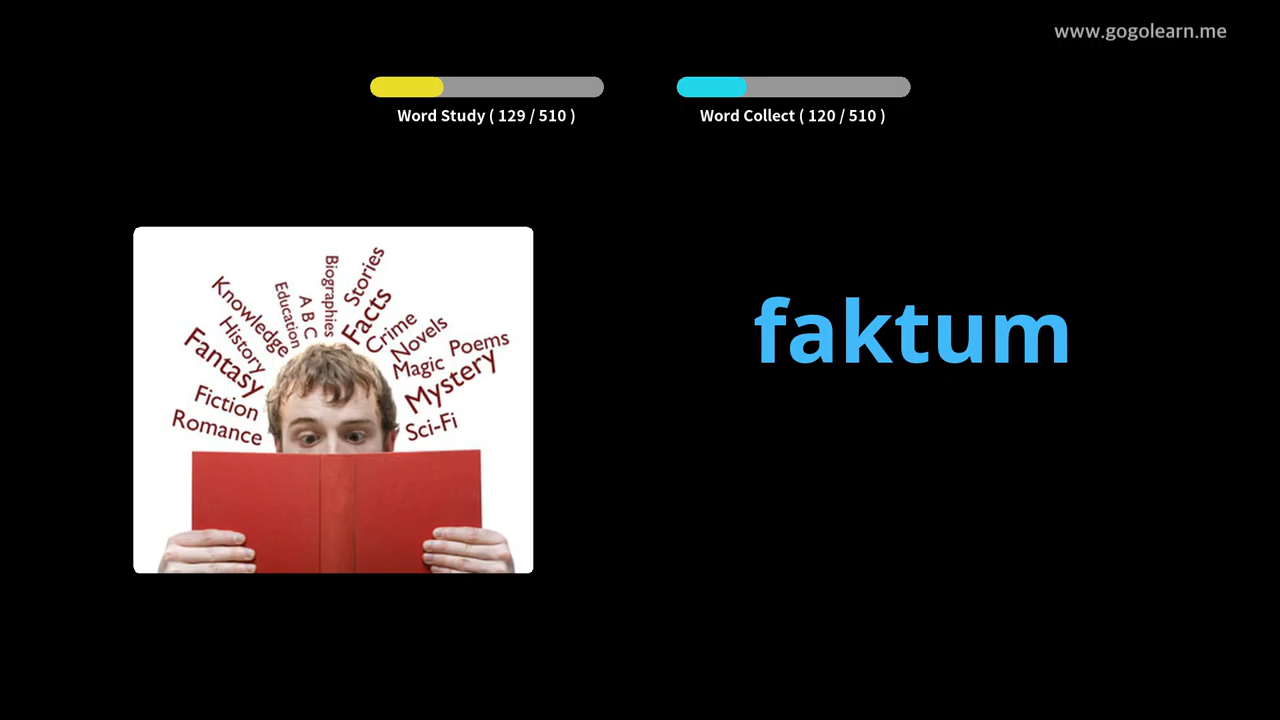 www.gogolearn.me
Word Study ( 129 / 510 )
Word Collect ( 120 / 510 )
faktum
Romance
Fiction
Fantasy
History
Knowledge
Education
A B C
Biographies
Stories
Facts
Crime
Novels
Magic
Poems
Mystery
Sci-Fi